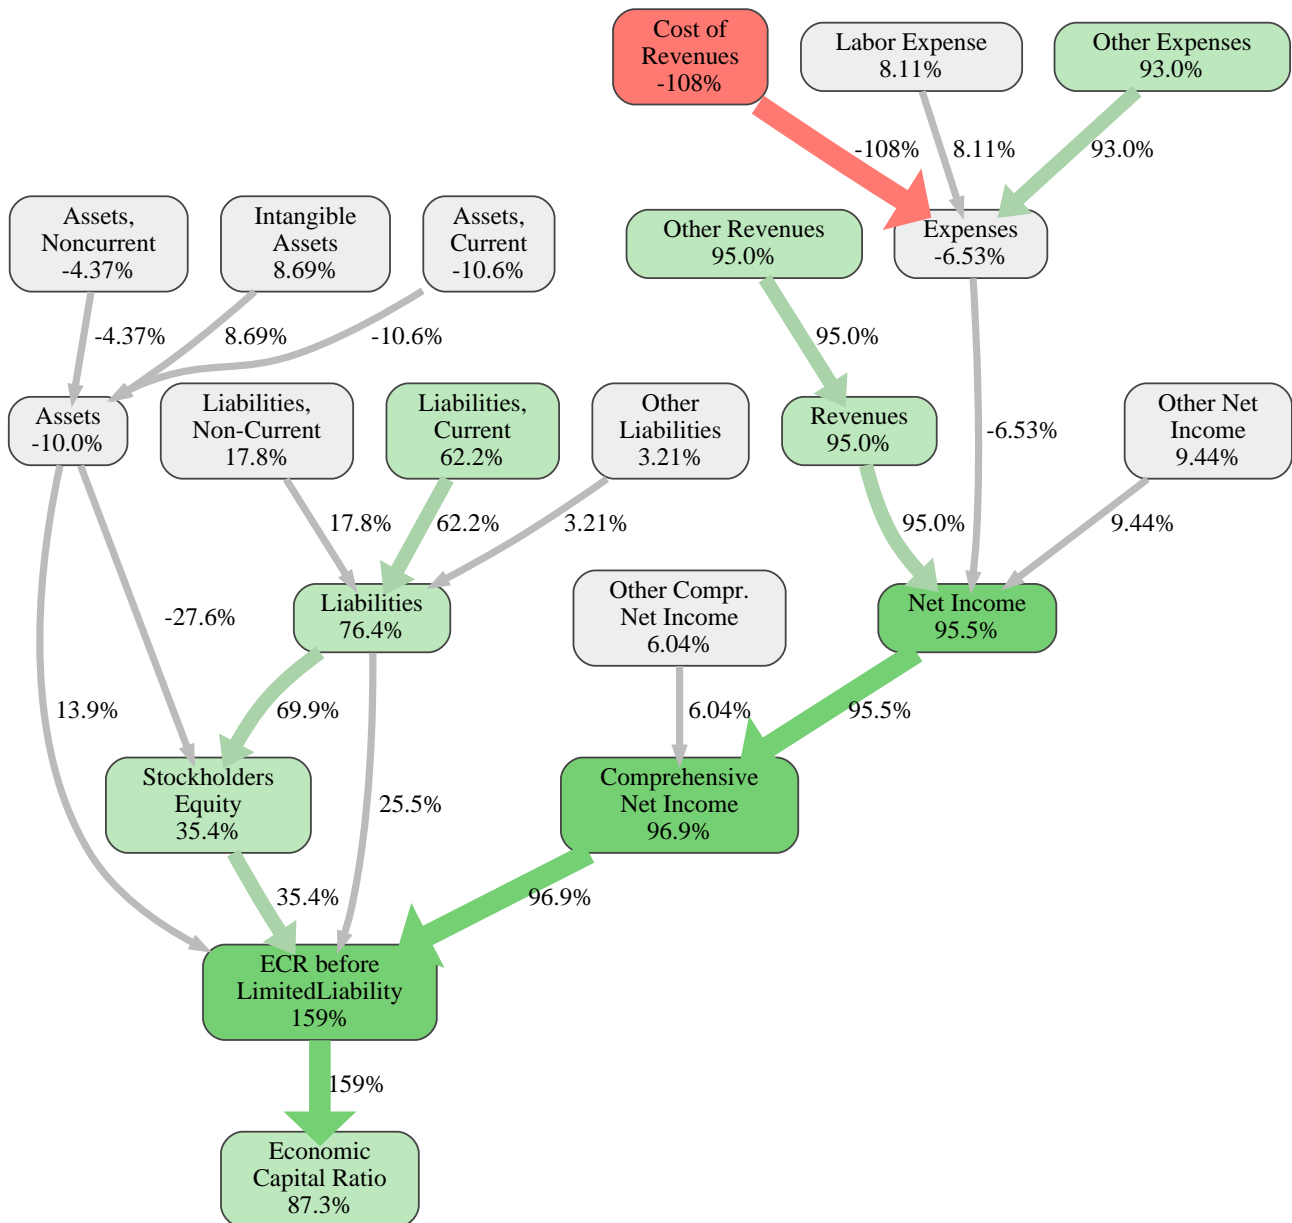 Cost of
Revenues
-108%
Labor Expense
8.11%
Other Expenses
93.0%
-108%
8.11%
93.0%
Assets,
Noncurrent
-4.37%
Intangible
Assets
8.69%
Assets,
Current
-10.6%
Other Revenues
95.0%
Expenses
-6.53%
-4.37%
8.69%
-10.6%
95.0%
Assets
-10.0%
Liabilities,
Non-Current
17.8%
Liabilities,
Current
62.2%
Other
Liabilities
3.21%
Revenues
95.0%
-6.53%
Other Net
Income
9.44%
17.8%
62.2%
3.21%
95.0%
9.44%
-27.6%
Liabilities
76.4%
Other Compr.
Net Income
6.04%
Net Income
95.5%
13.9%
69.9%
6.04%
95.5%
Stockholders
Equity
35.4%
25.5%
Comprehensive
Net Income
96.9%
35.4%
96.9%
ECR before
LimitedLiability
159%
159%
Economic
Capital Ratio
87.3%